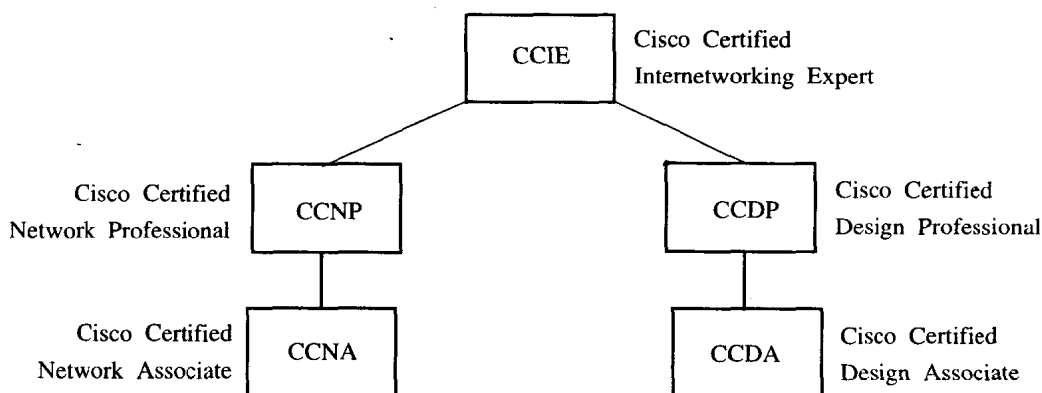 CCIE
Cisco Certified
Internetworking Expert
Cisco Certified
Network Professional
CCNP
CCDP
Cisco Certified
Design Professional
Cisco Certified
Network Associate
CCNA
CCDA
Cisco Certified
Design Associate